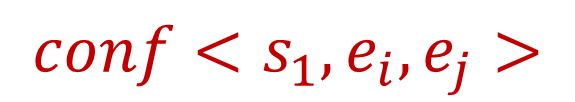 conf < s₁, eᵢ, eⱼ >